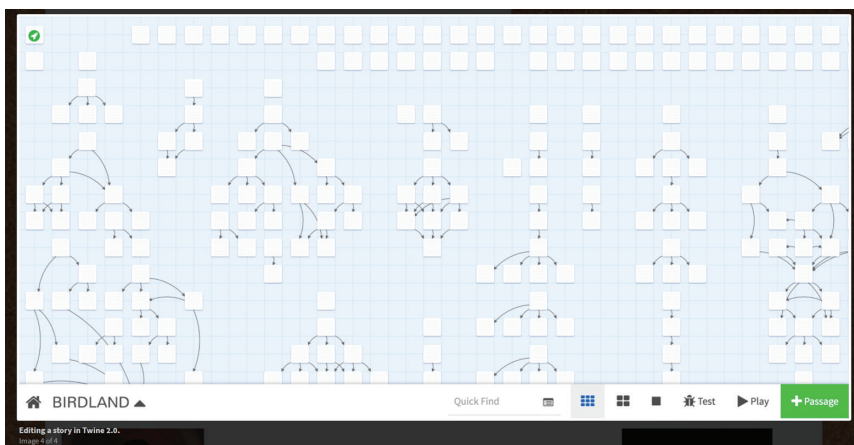 BIRDLAND Quick Find Test Play + Passage
Editing a story in Twine 2.0.
Image 4 of 4